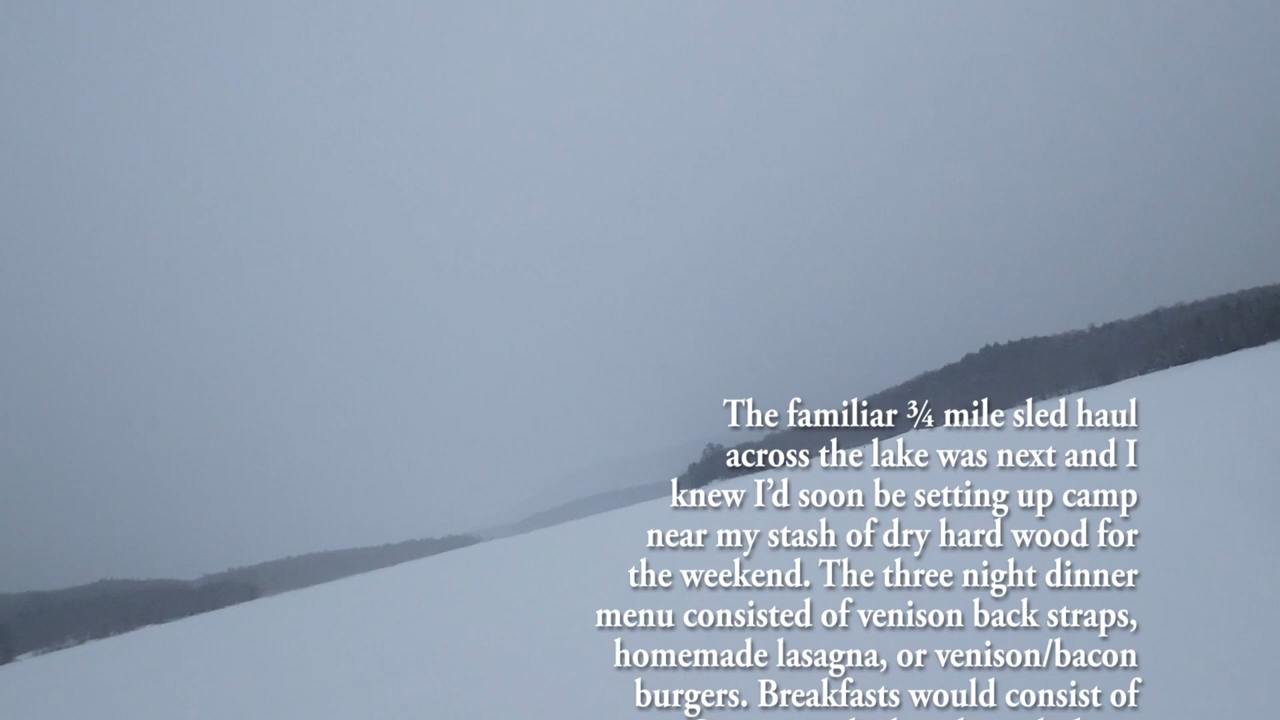 The familiar ¾ mile sled haul
across the lake was next and I
knew I’d soon be setting up camp
near my stash of dry hard wood for
the weekend. The three night dinner
menu consisted of venison back straps,
homemade lasagna, or venison/bacon
burgers. Breakfasts would consist of